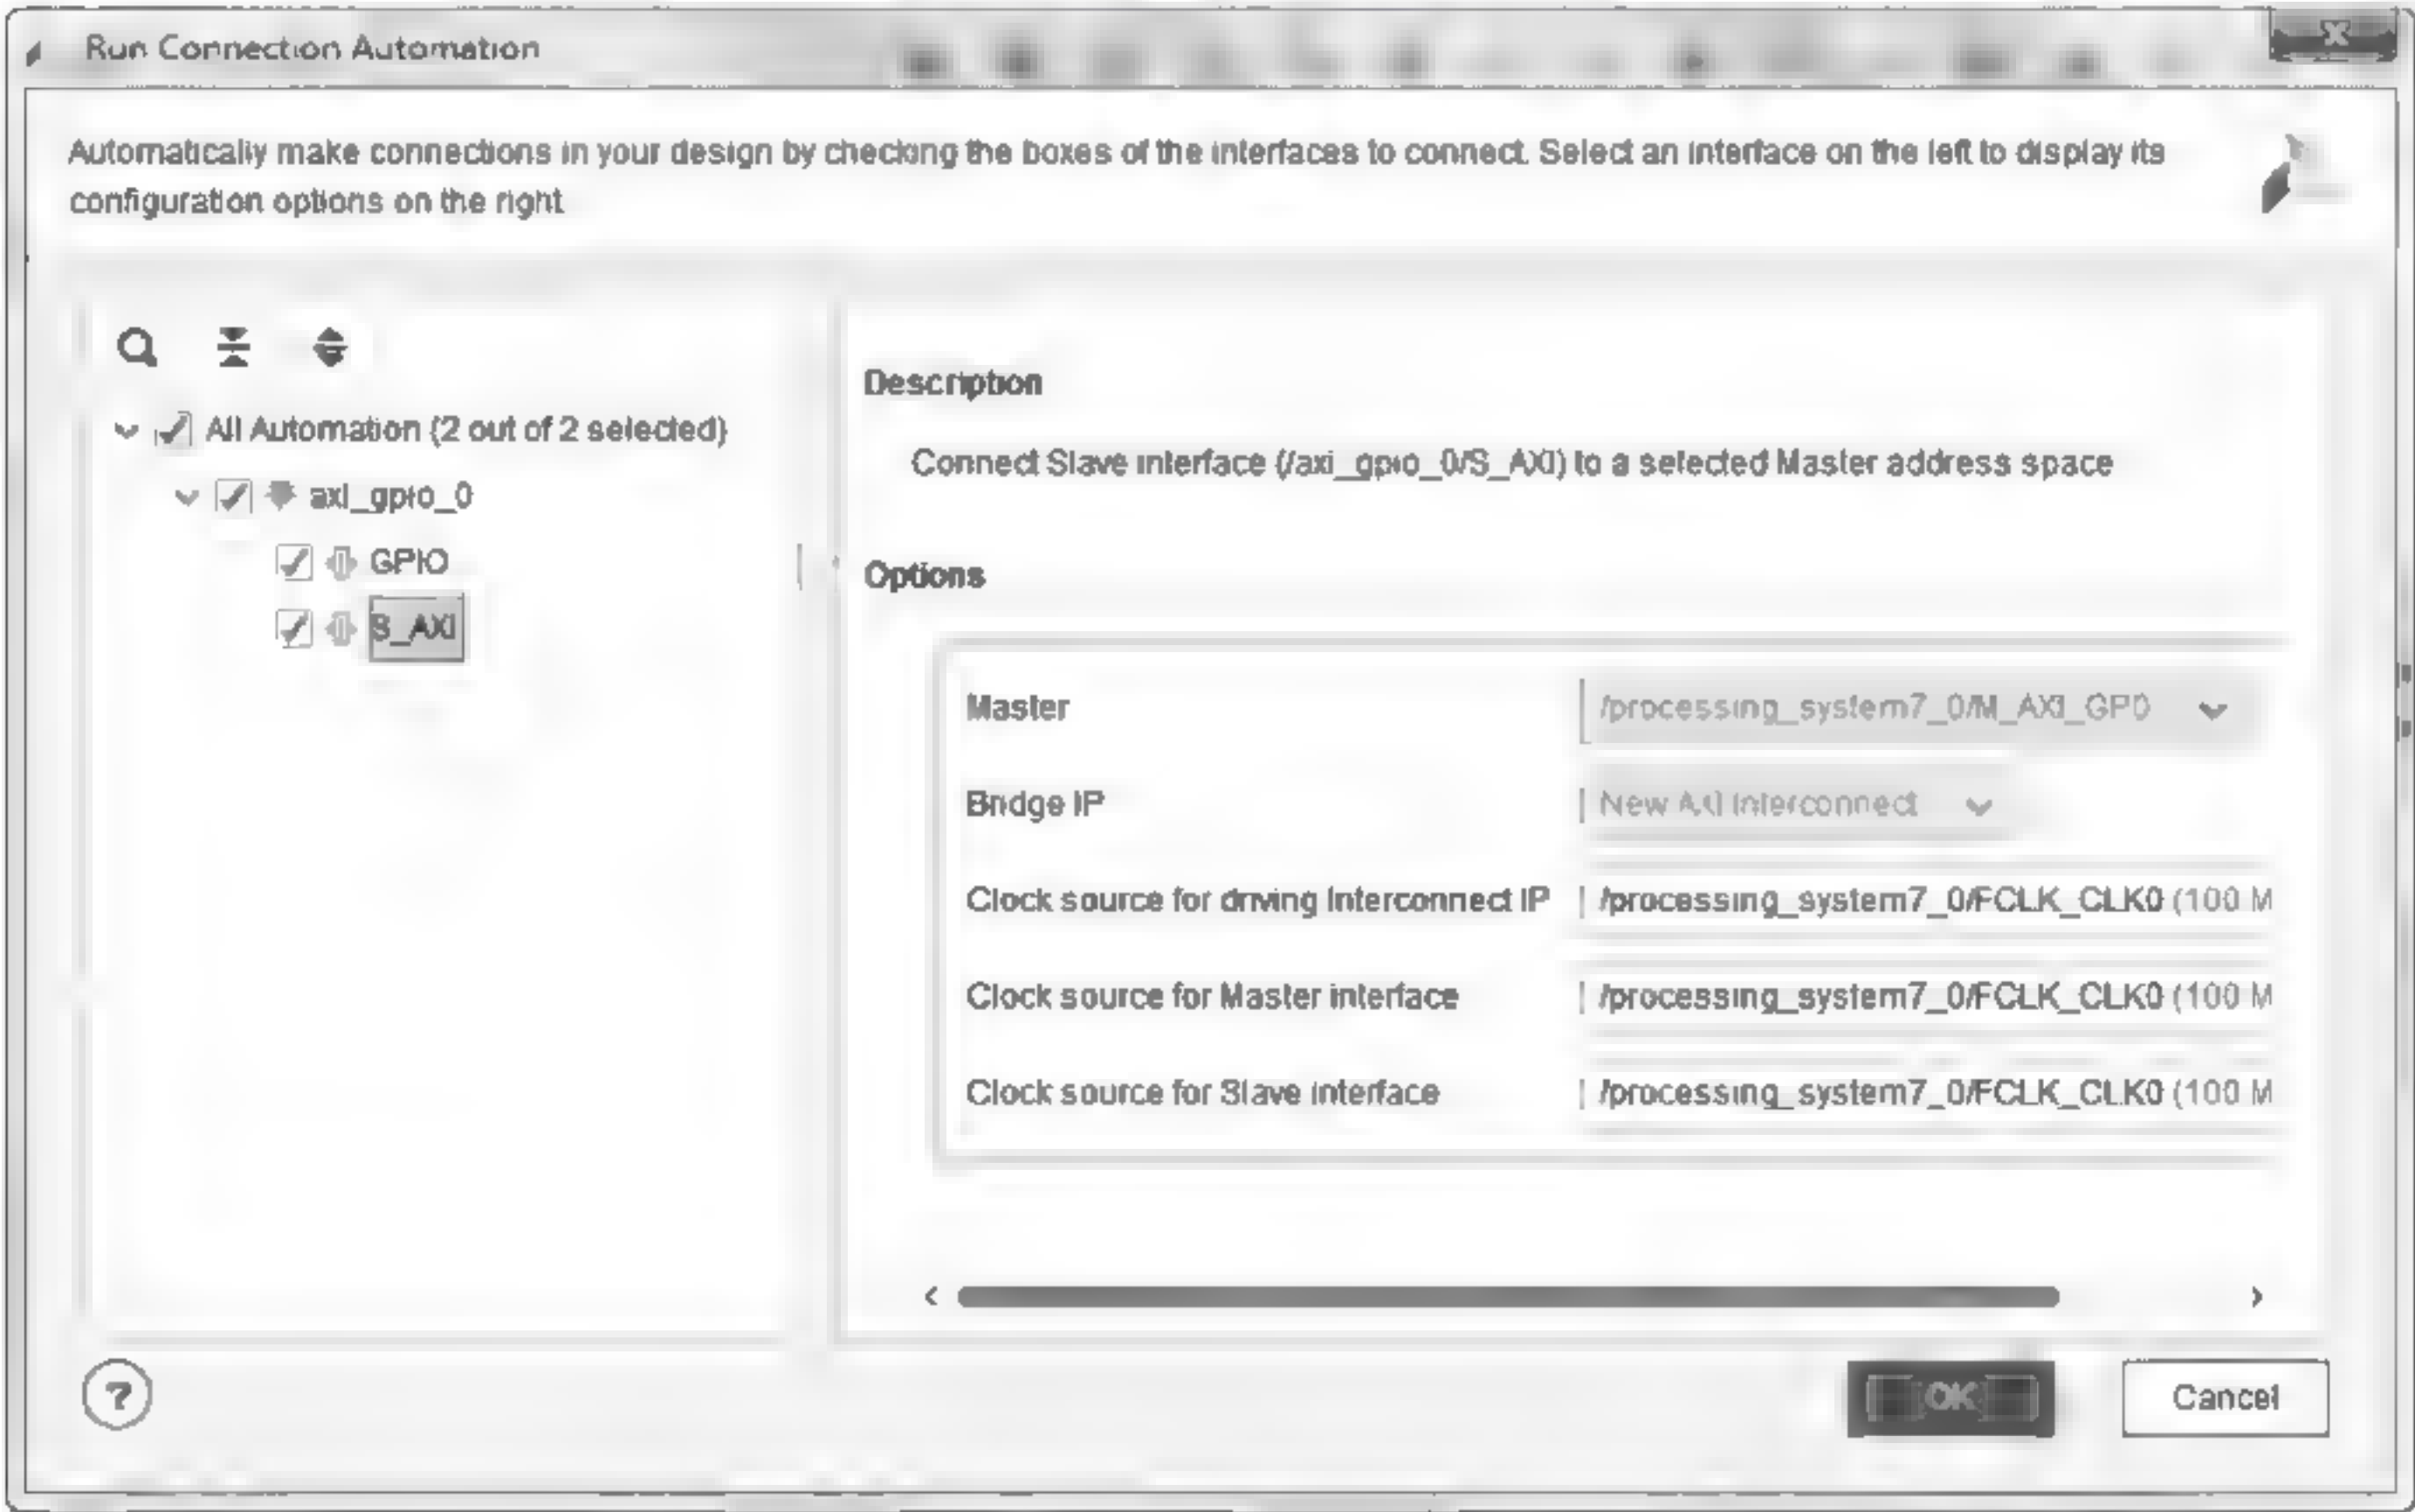 Run Connection Automation
Automatically make connections in your design by checking the boxes of the interfaces to connect. Select an interface on the left to display its
configuration options on the right
All Automation (2 out of 2 selected)
axi_gpio_0
GPIO
S_AXI
Description
Connect Slave interface (/axi_gpio_0/S_AXI) to a selected Master address space
Options
Master /processing_system7_0/M_AXI_GP0
Bridge IP New AXI Interconnect
Clock source for driving Interconnect IP /processing_system7_0/FCLK_CLK0 (100 M
Clock source for Master interface /processing_system7_0/FCLK_CLK0 (100 M
Clock source for Slave interface /processing_system7_0/FCLK_CLK0 (100 M
?
OK Cancel